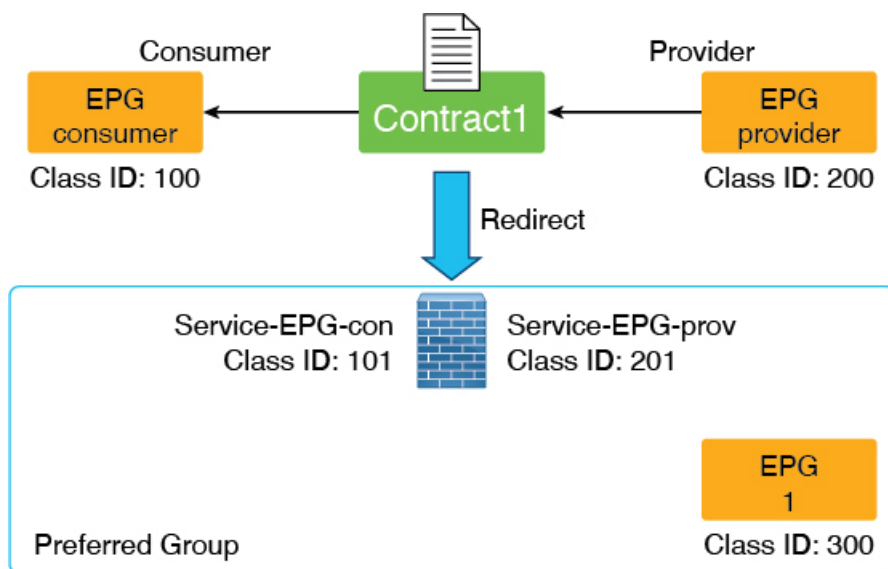 Consumer
Provider
EPG
consumer
Contract1
EPG
provider
Class ID: 100
Class ID: 200
Redirect
Service-EPG-con
Class ID: 101
Service-EPG-prov
Class ID: 201
EPG
1
Preferred Group
Class ID: 300